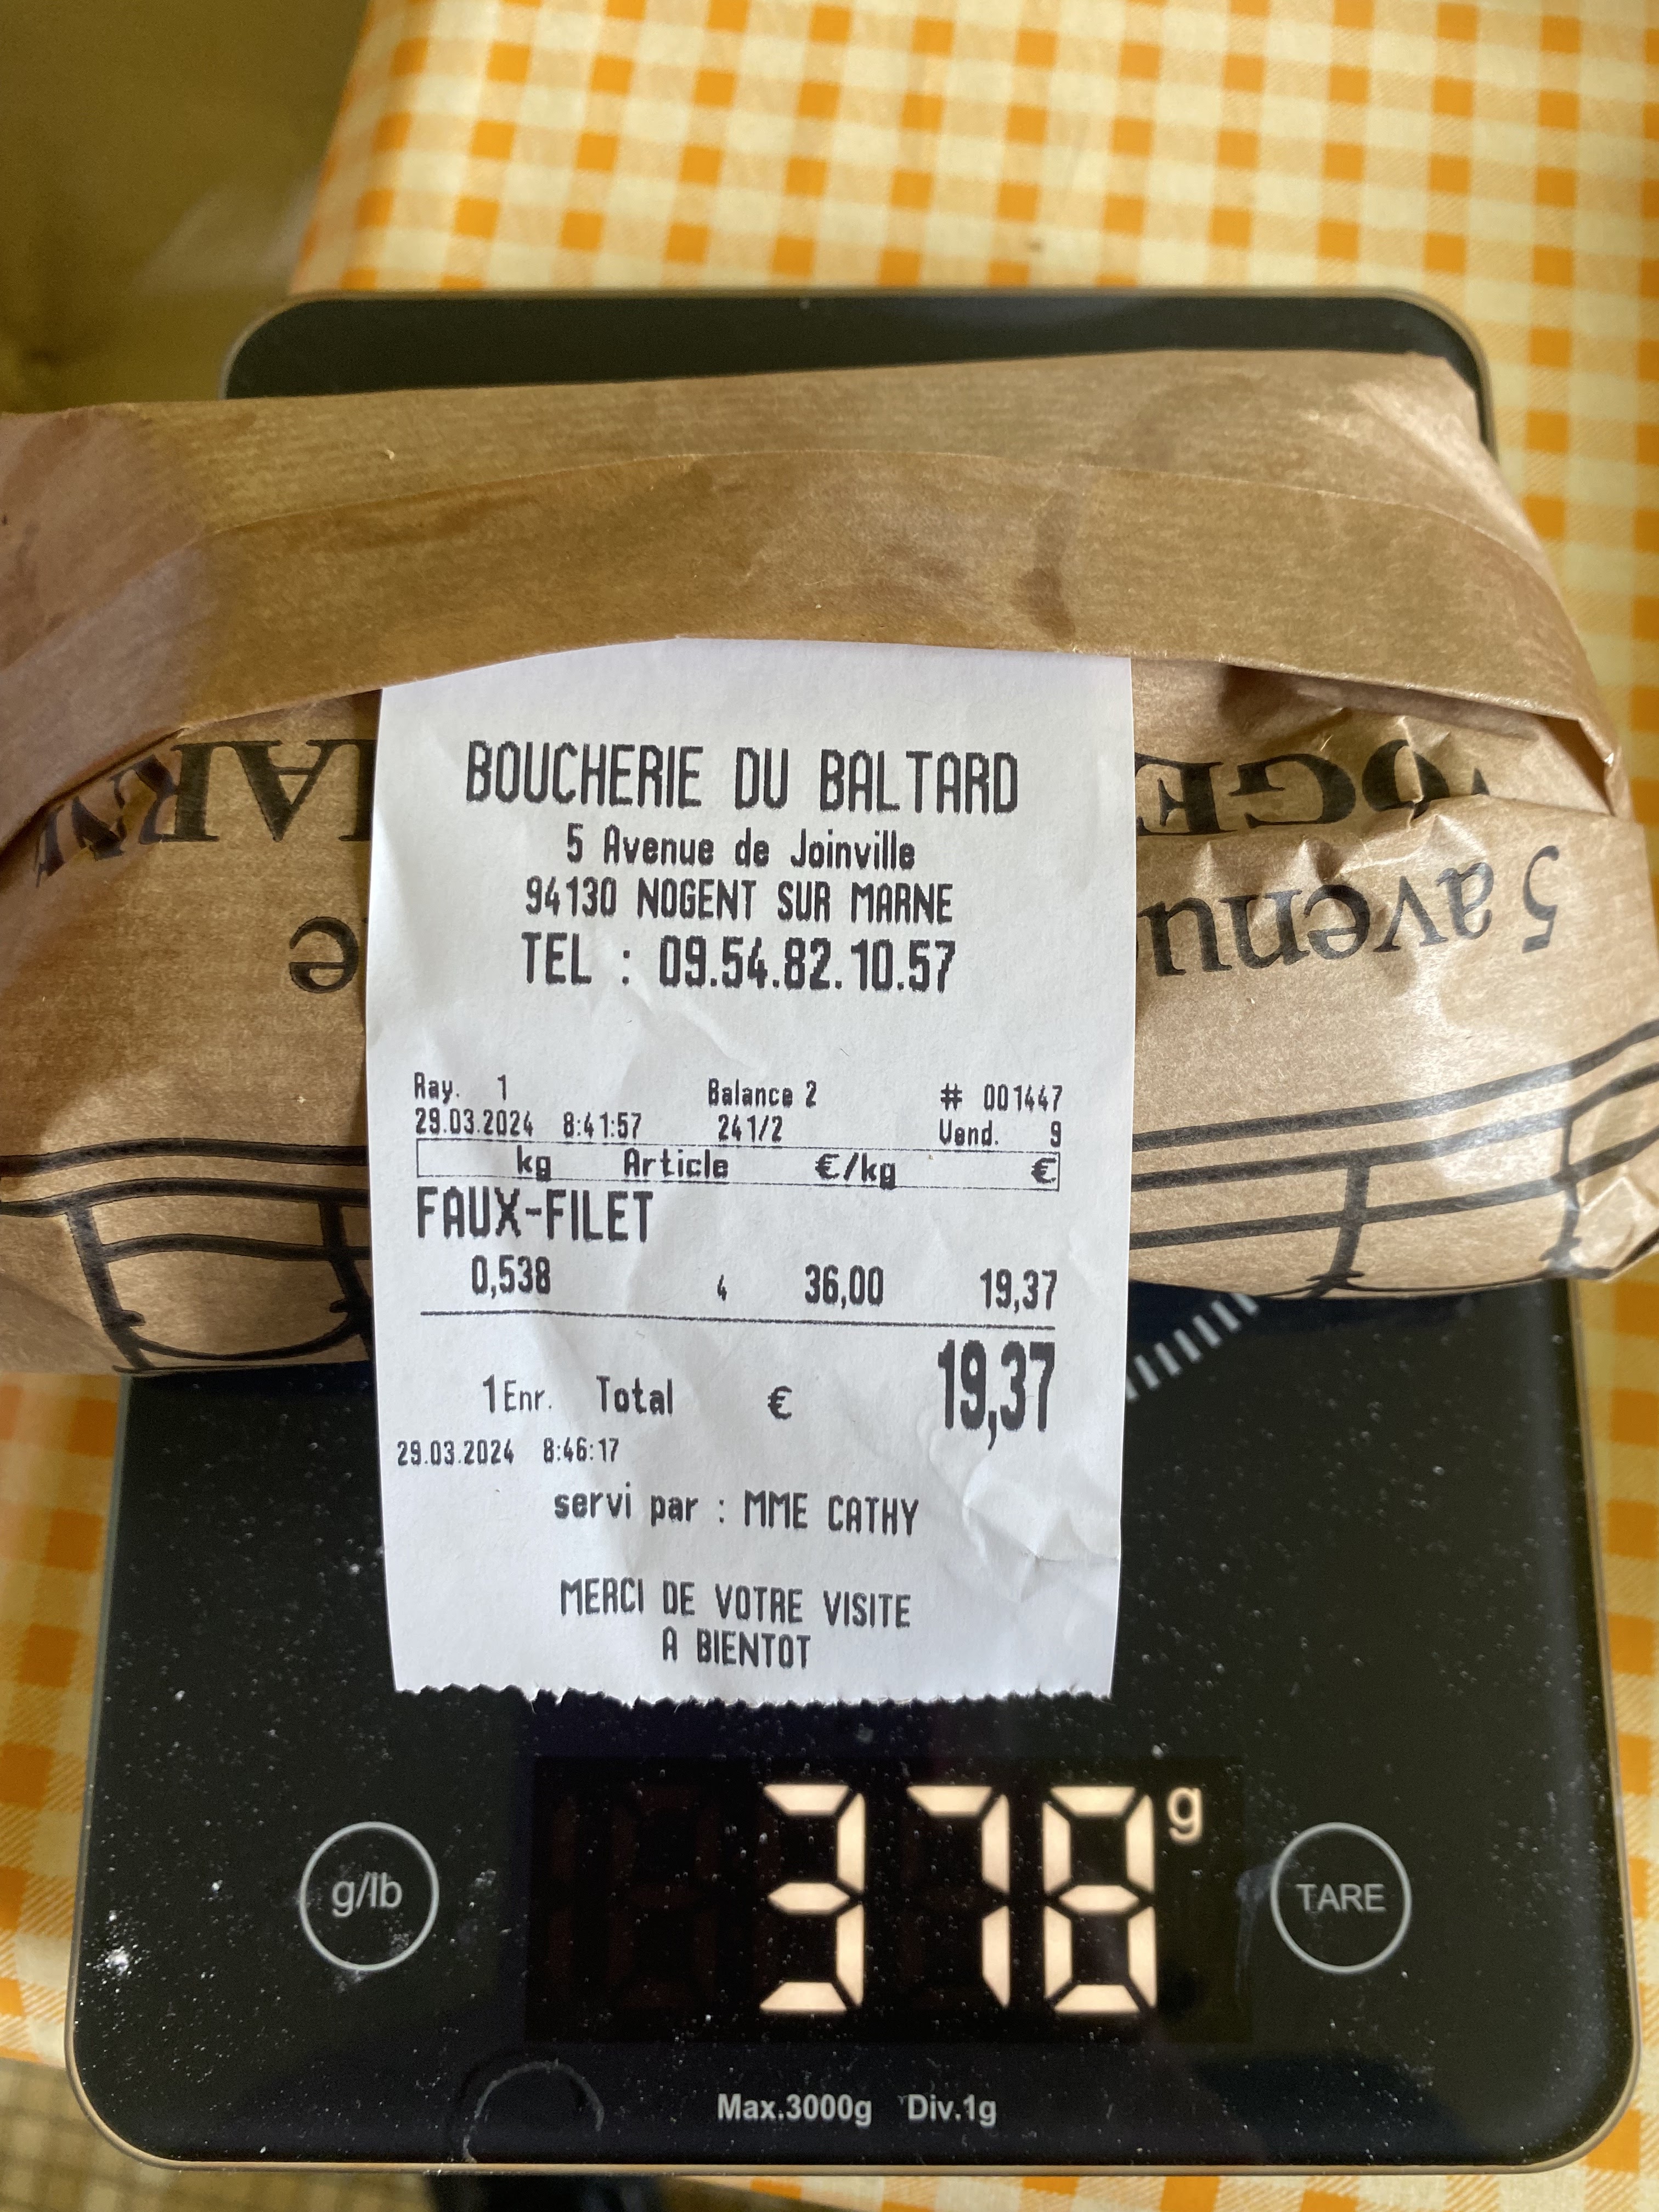 BOUCHERIE DU BALTARD
5 Avenue de Joinville
94130 NOGENT SUR MARNE
TEL : 09.54.82.10.57
Ray. 1 Balance 2 # 001447
29.03.2024 8:41:57 241/2 Vend. 9
kg Article €/kg €
FAUX-FILET
0,538 4 36,00 19,37
1 Enr. Total € 19,37
29.03.2024 8:46:17
servi par : MME CATHY
MERCI DE VOTRE VISITE
A BIENTOT
5 avenu
e
378 g
g/lb
TARE
Max.3000g Div.1g